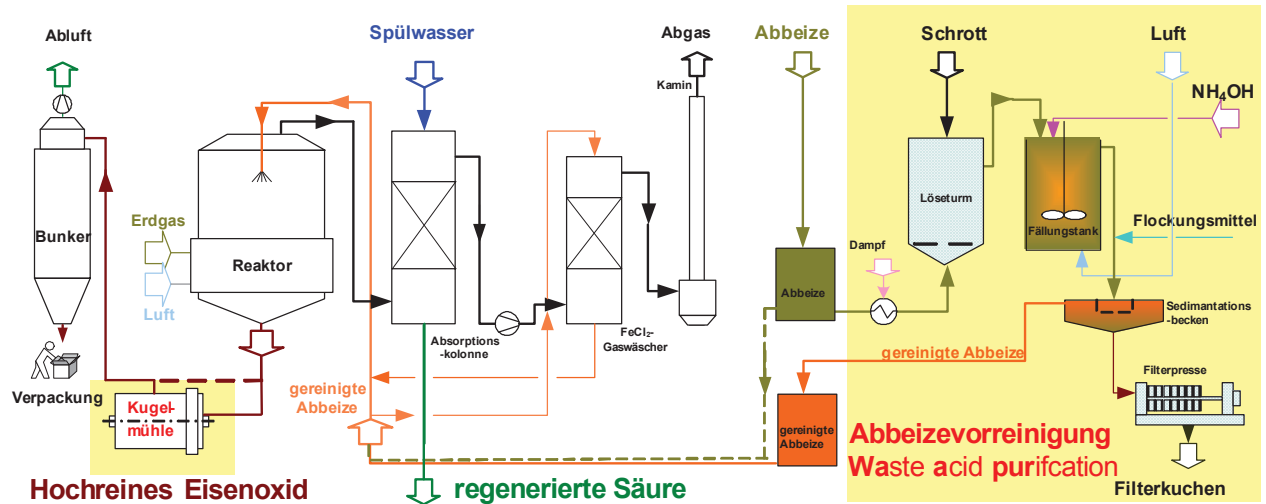 Abluft
Spülwasser
Abgas
Kamin
Abbeize
Schrott
Luft
NH₄OH
Bunker
Erdgas
Luft
Reaktor
Löseturm
Fällungstank
Flockungsmittel
Dampf
Abbeize
Absorptions
-kolonne
FeCl₂-
Gaswäscher
Sedimantations
-becken
gereinigte Abbeize
gereinigte
Abbeize
Filterpresse
Verpackung
Kugel-
mühle
gereinigte
Abbeize
Abbeizevorreinigung
Waste acid purifcation
Hochreines Eisenoxid
regenerierte Säure
Filterkuchen